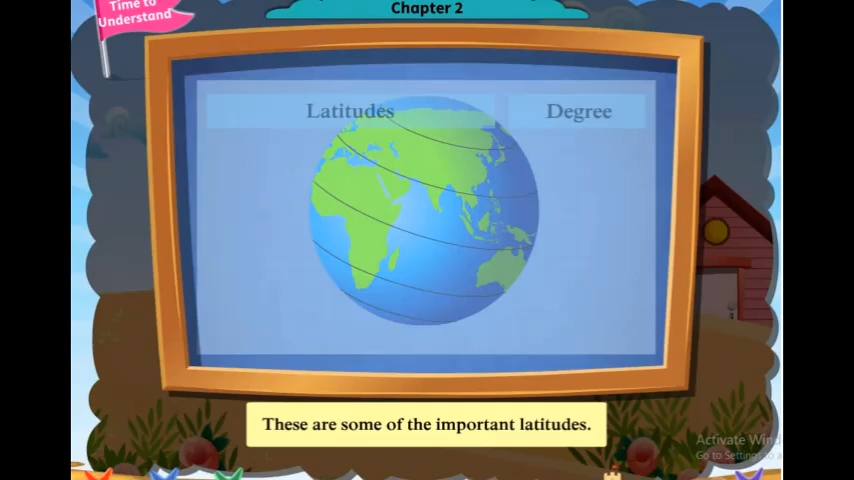 Time to
Understand
Chapter 2
Latitudes
Degree
These are some of the important latitudes.
Activate Wind
Go to Settings to a